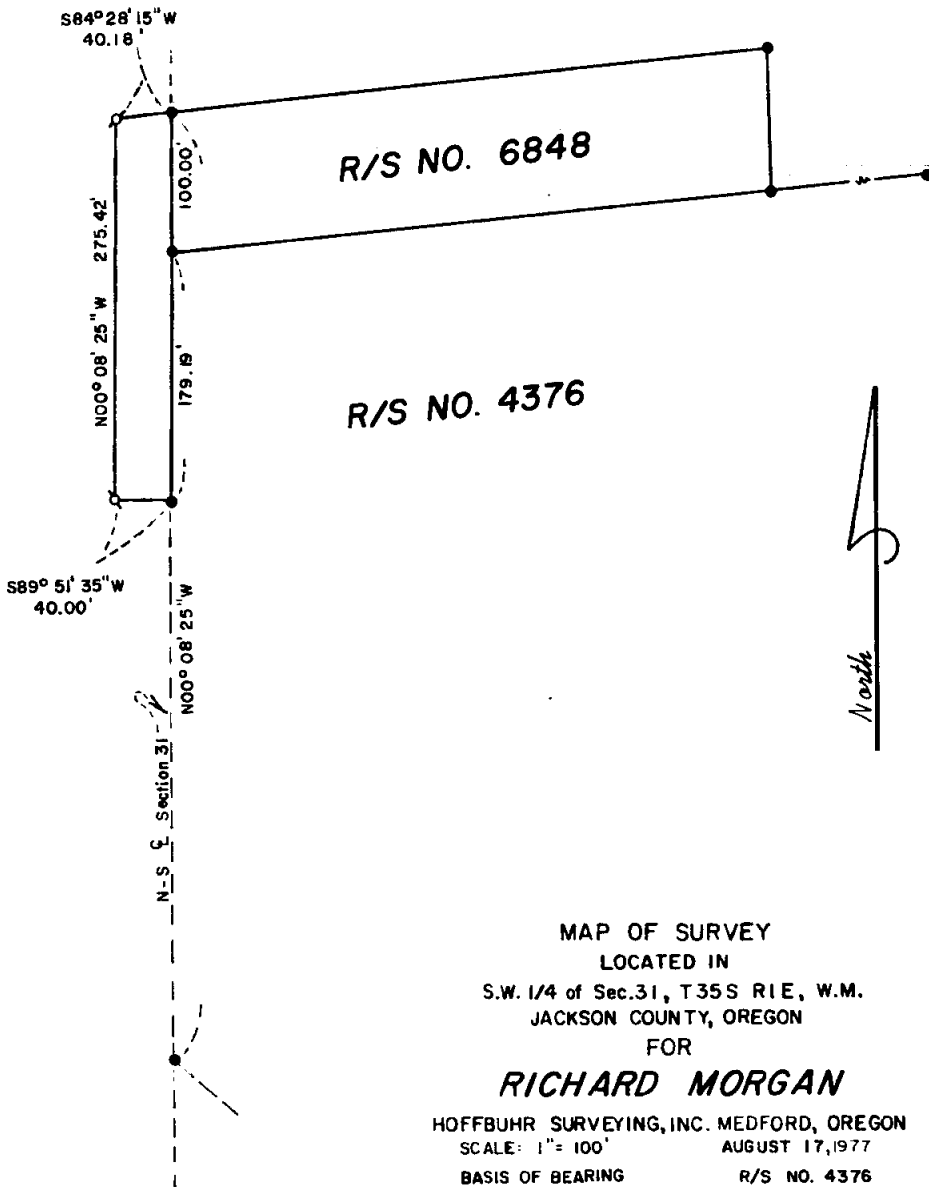 S84° 28' 15" W
40.18'
R/S NO. 6848
100.00'
N00° 08' 25" W 275.42'
179.19'
R/S NO. 4376
S89° 51' 35" W
40.00'
N00° 08' 25" W
N-S ℄ Section 31
North
MAP OF SURVEY
LOCATED IN
S.W. 1/4 of Sec.31, T35S R1E, W.M.
JACKSON COUNTY, OREGON
FOR
RICHARD MORGAN
HOFFBUHR SURVEYING, INC. MEDFORD, OREGON
SCALE: 1"= 100' AUGUST 17, 1977
BASIS OF BEARING R/S NO. 4376